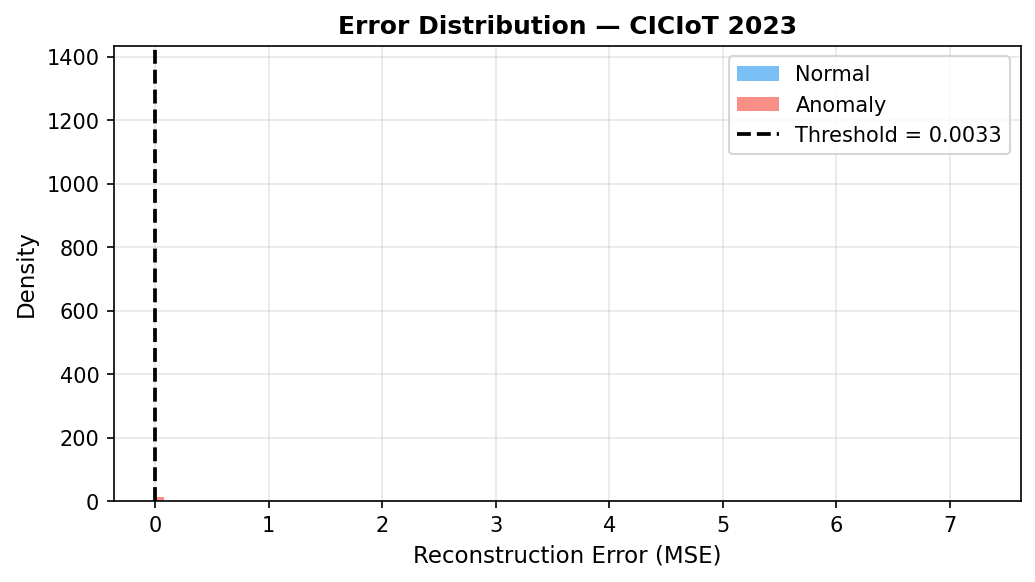 Error Distribution — CICIoT 2023
Normal
Anomaly
Threshold = 0.0033
Density
1400
1200
1000
800
600
400
200
0
0 1 2 3 4 5 6 7
Reconstruction Error (MSE)